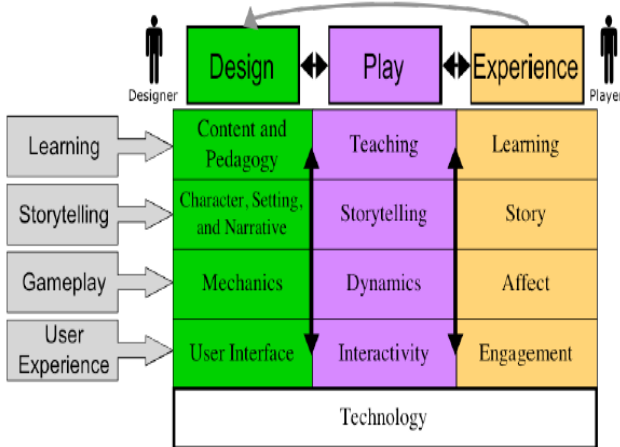 Designer
Design
Play
Experience
Player
Learning
Content and
Pedagogy
Teaching
Learning
Storytelling
Character, Setting,
and Narrative
Storytelling
Story
Gameplay
Mechanics
Dynamics
Affect
User
Experience
User Interface
Interactivity
Engagement
Technology